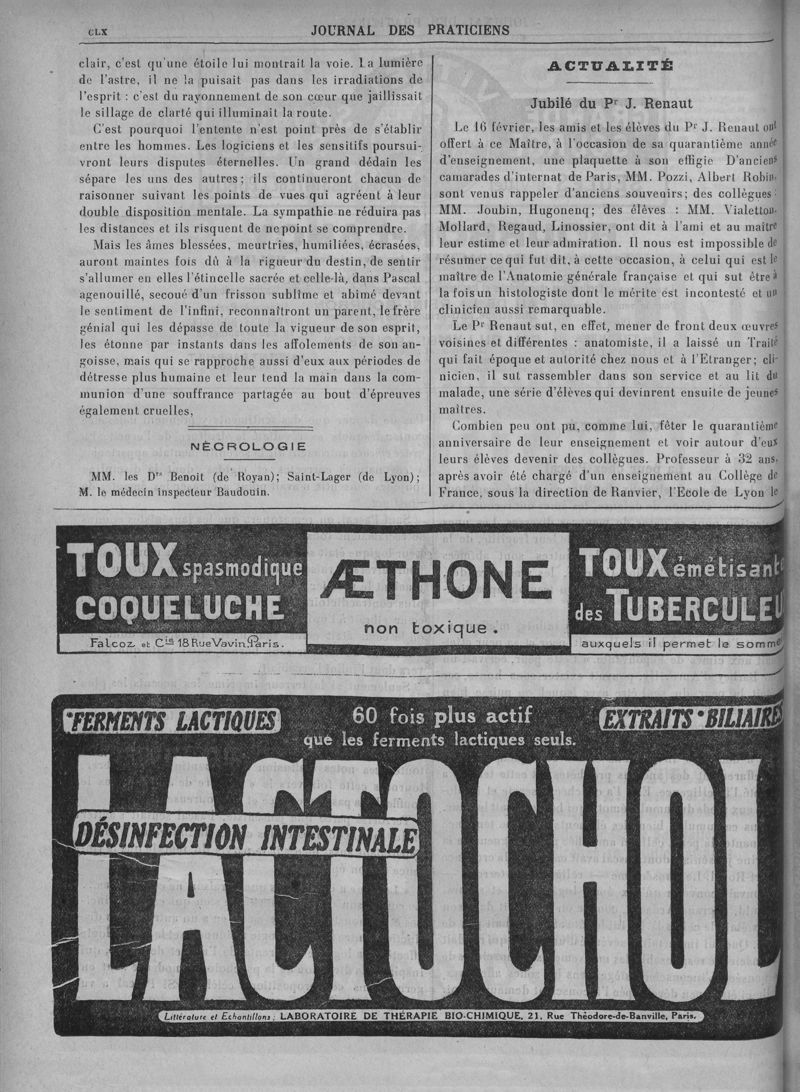 CLX
JOURNAL DES PRATICIENS
clair, c'est qu'une étoile lui montrait la voie. La lumière
de l'astre, il ne la puisait pas dans les irradiations de
l'esprit : c'est du rayonnement de son cœur que jaillissait
le sillage de clarté qui illuminait la route.
C'est pourquoi l'entente n'est point près de s'établir
entre les hommes. Les logiciens et les sensitifs poursui-
vront leurs disputes éternelles. Un grand dédain les
sépare les uns des autres; ils continueront chacun de
raisonner suivant les points de vues qui agréent à leur
double disposition mentale. La sympathie ne réduira pas
les distances et ils risquent de ne point se comprendre.
Mais les âmes blessées, meurtries, humiliées, écrasées,
auront maintes fois dû à la rigueur du destin, de sentir
s'allumer en elles l'étincelle sacrée et celle-là, dans Pascal
agenouillé, secoué d'un frisson sublime et abimé devant
le sentiment de l'infini, reconnaîtront un parent, le frère
génial qui les dépasse de toute la vigueur de son esprit,
les étonne par instants dans les affolements de son an-
goisse, mais qui se rapproche aussi d'eux aux périodes de
détresse plus humaine et leur tend la main dans la com-
munion d'une souffrance partagée au bout d'épreuves
également cruelles,
NÉCROLOGIE
MM. les Drs Benoit (de Royan); Saint-Lager (de Lyon);
M. le médecin inspecteur Baudouin.
ACTUALITÉ
Jubilé du Pr J. Renaut
Le 16 février, les amis et les élèves du Pr J. Renaut ont
offert à ce Maître, à l'occasion de sa quarantième année
d'enseignement, une plaquette à son effigie D'anciens
camarades d'internat de Paris, MM. Pozzi, Albert Robin,
sont venus rappeler d'anciens souvenirs; des collègues :
MM. Joubin, Hugonenq; des élèves : MM. Vialetton,
Mollard, Regaud, Linossier, ont dit à l'ami et au maître
leur estime et leur admiration. Il nous est impossible de
résumer ce qui fut dit, à cette occasion, à celui qui est le
maître de l'Anatomie générale française et qui sut être à
la fois un histologiste dont le mérite est incontesté et un
clinicien aussi remarquable.
Le Pr Renaut sut, en effet, mener de front deux œuvres
voisines et différentes : anatomiste, il a laissé un Traité
qui fait époque et autorité chez nous et à l'Etranger; cli-
nicien, il sut rassembler dans son service et au lit du
malade, une série d'élèves qui devinrent ensuite de jeunes
maîtres.
Combien peu ont pu, comme lui, fêter le quarantième
anniversaire de leur enseignement et voir autour d'eux
leurs élèves devenir des collègues. Professeur à 32 ans,
après avoir été chargé d'un enseignement au Collège de
France, sous la direction de Ranvier, l'Ecole de Lyon le
TOUX spasmodique
COQUELUCHE
Falcoz et Cie 18 Rue Vavin, Paris.
ÆTHONE
non toxique.
TOUX émétisante
des TUBERCULEU
auxquels il permet le somme
FERMENTS LACTIQUES
60 fois plus actif
que les ferments lactiques seuls.
EXTRAITS BILIAIRES
LACTOCHOL
DÉSINFECTION INTESTINALE
Littérature et Echantillons : LABORATOIRE DE THÉRAPIE BIO-CHIMIQUE, 21, Rue Théodore-de-Banville, Paris.